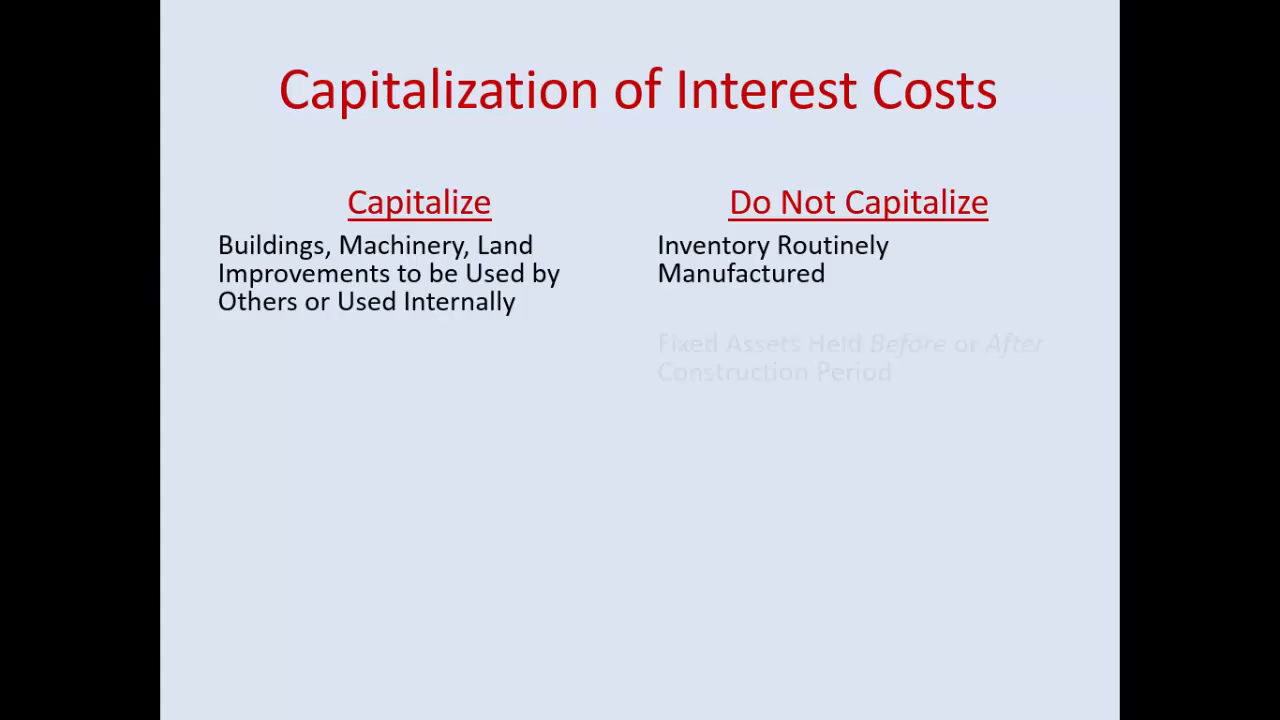 Capitalization of Interest Costs
Capitalize
Buildings, Machinery, Land
Improvements to be Used by
Others or Used Internally
Do Not Capitalize
Inventory Routinely
Manufactured
Fixed Assets Held Before or After
Construction Period